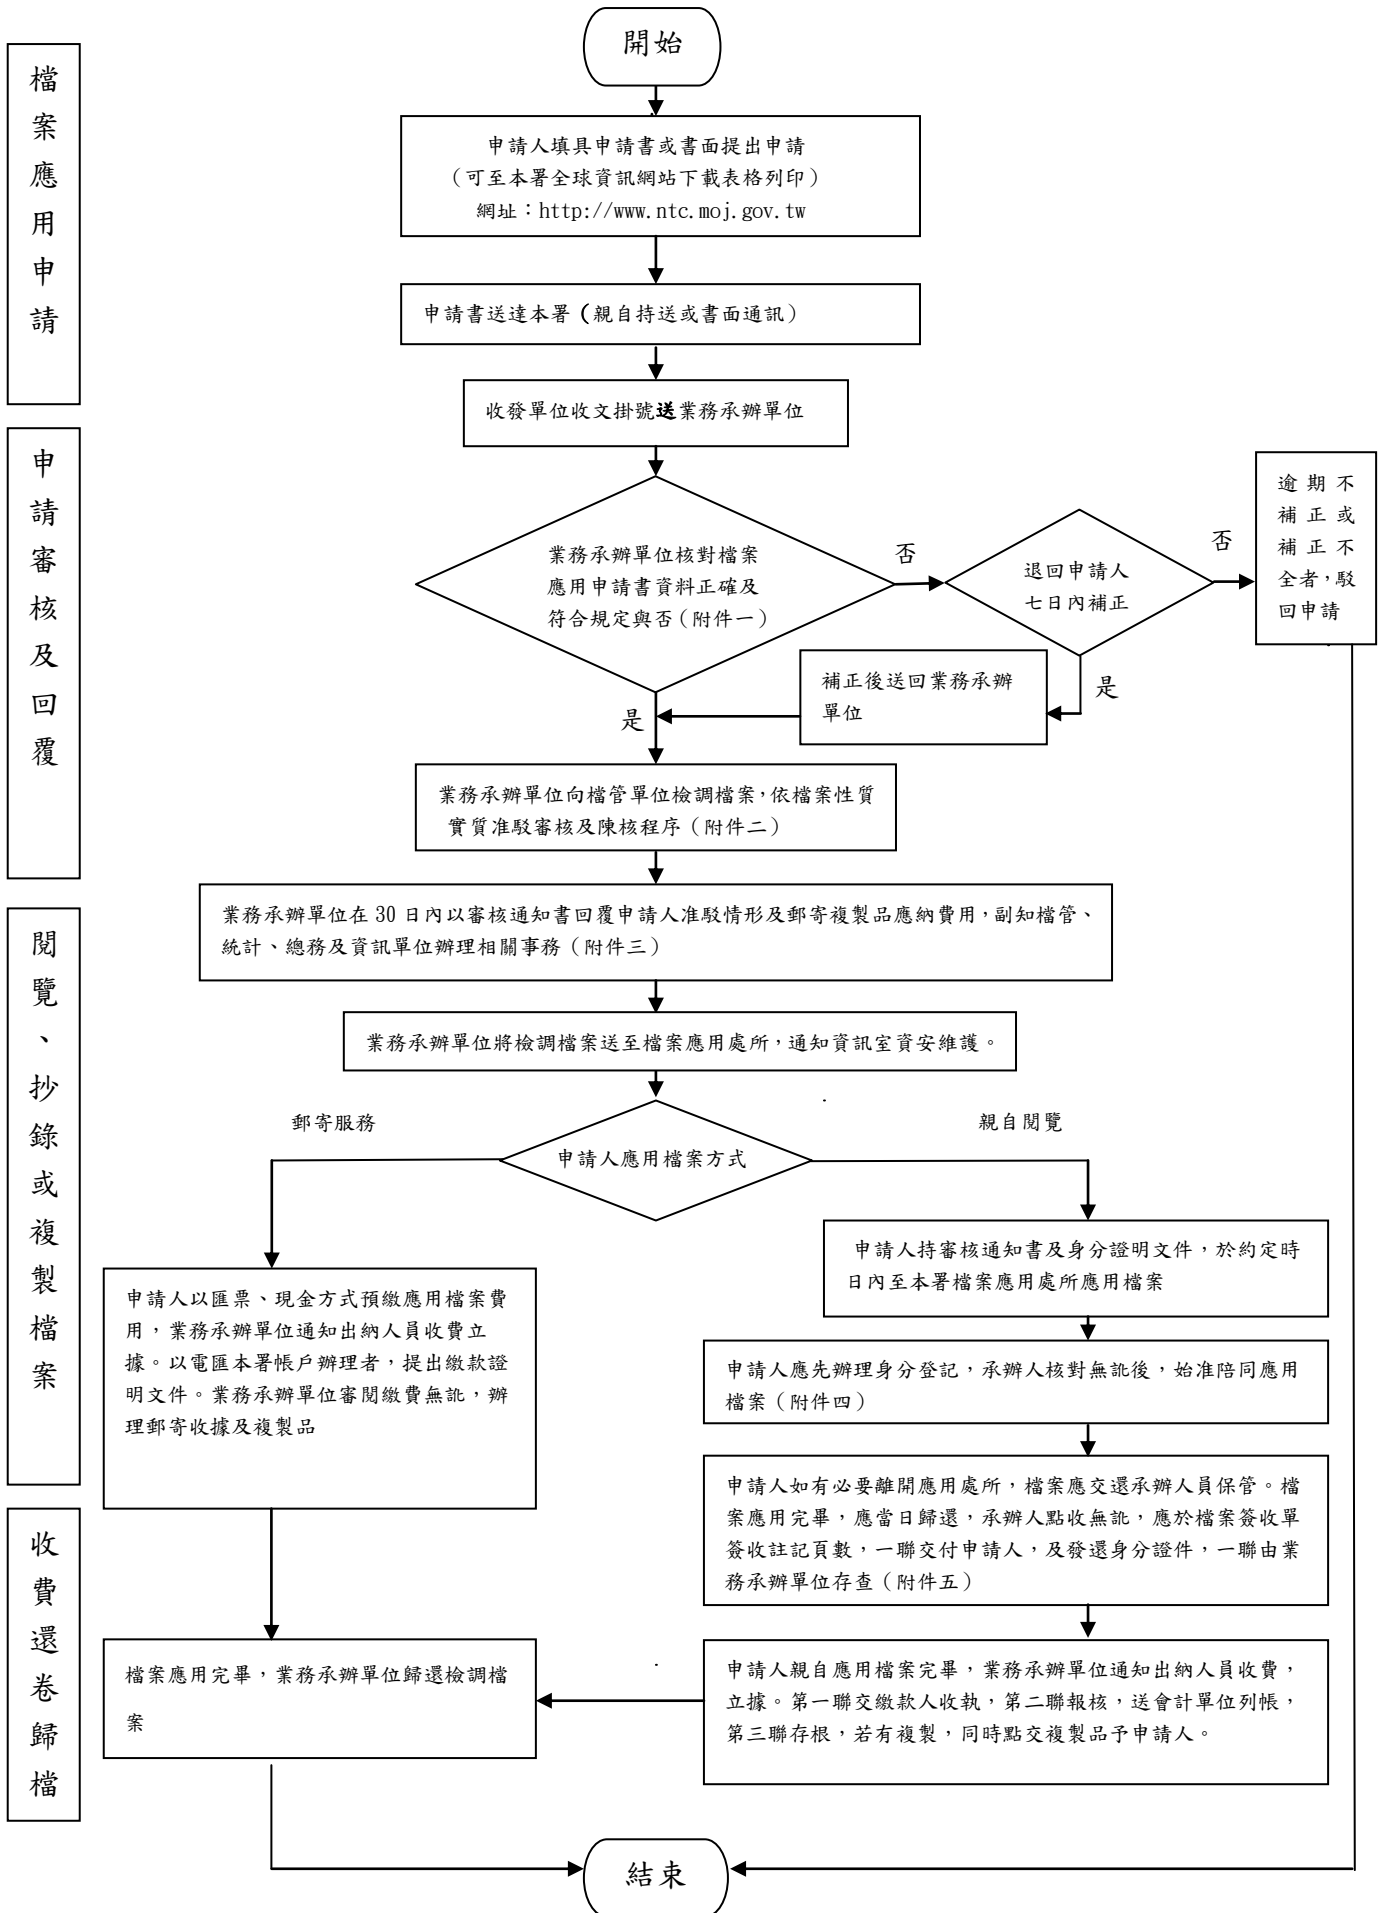 開始
檔案應用申請
申請人填具申請書或書面提出申請
（可至本署全球資訊網站下載表格列印）
網址：http://www.ntc.moj.gov.tw
申請書送達本署（親自持送或書面通訊）
收發單位收文掛號送業務承辦單位
申請審核及回覆
業務承辦單位核對檔案
應用申請書資料正確及
符合規定與否（附件一）
否
退回申請人
七日內補正
否
逾期不
補正或
補正不
全者，駁
回申請
是
補正後送回業務承辦
單位
是
業務承辦單位向檔管單位檢調檔案，依檔案性質
實質准駁審核及陳核程序（附件二）
業務承辦單位在 30 日內以審核通知書回覆申請人准駁情形及郵寄複製品應納費用，副知檔管、
統計、總務及資訊單位辦理相關事務（附件三）
閱覽、抄錄或複製檔案
業務承辦單位將檢調檔案送至檔案應用處所，通知資訊室資安維護。
郵寄服務
親自閱覽
申請人應用檔案方式
申請人持審核通知書及身分證明文件，於約定時
日內至本署檔案應用處所應用檔案
申請人以匯票、現金方式預繳應用檔案費
用，業務承辦單位通知出納人員收費立
據。以電匯本署帳戶辦理者，提出繳款證
明文件。業務承辦單位審閱繳費無訛，辦
理郵寄收據及複製品
申請人應先辦理身分登記，承辦人核對無訛後，始准陪同應用
檔案（附件四）
申請人如有必要離開應用處所，檔案應交還承辦人員保管。檔
案應用完畢，應當日歸還，承辦人點收無訛，應於檔案簽收單
簽收註記頁數，一聯交付申請人，及發還身分證件，一聯由業
務承辦單位存查（附件五）
收費還卷歸檔
檔案應用完畢，業務承辦單位歸還檢調檔
案
申請人親自應用檔案完畢，業務承辦單位通知出納人員收費，
立據。第一聯交繳款人收執，第二聯報核，送會計單位列帳，
第三聯存根，若有複製，同時點交複製品予申請人。
結束